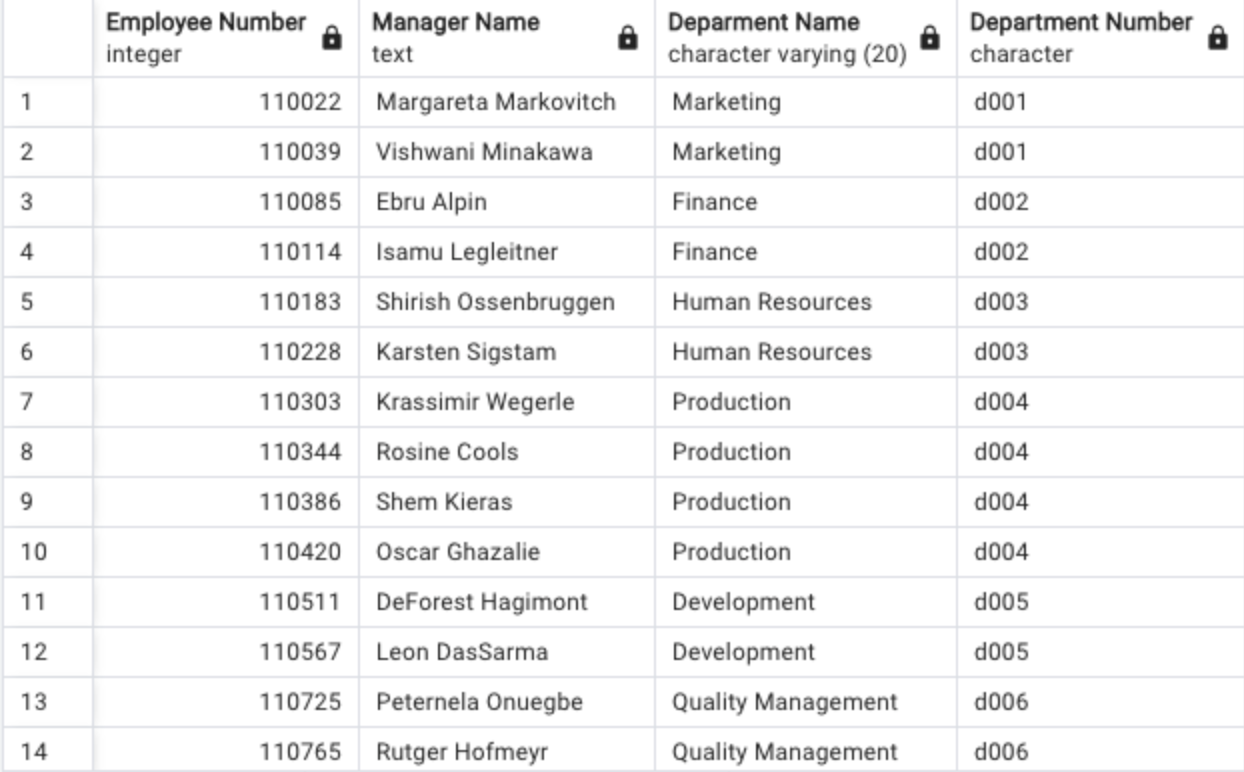 Employee Number Manager Name Deparment Name Department Number
integer text character varying (20) character
1 110022 Margareta Markovitch Marketing d001
2 110039 Vishwani Minakawa Marketing d001
3 110085 Ebru Alpin Finance d002
4 110114 Isamu Legleitner Finance d002
5 110183 Shirish Ossenbruggen Human Resources d003
6 110228 Karsten Sigstam Human Resources d003
7 110303 Krassimir Wegerle Production d004
8 110344 Rosine Cools Production d004
9 110386 Shem Kieras Production d004
10 110420 Oscar Ghazalie Production d004
11 110511 DeForest Hagimont Development d005
12 110567 Leon DasSarma Development d005
13 110725 Peternela Onuegbe Quality Management d006
14 110765 Rutger Hofmeyr Quality Management d006